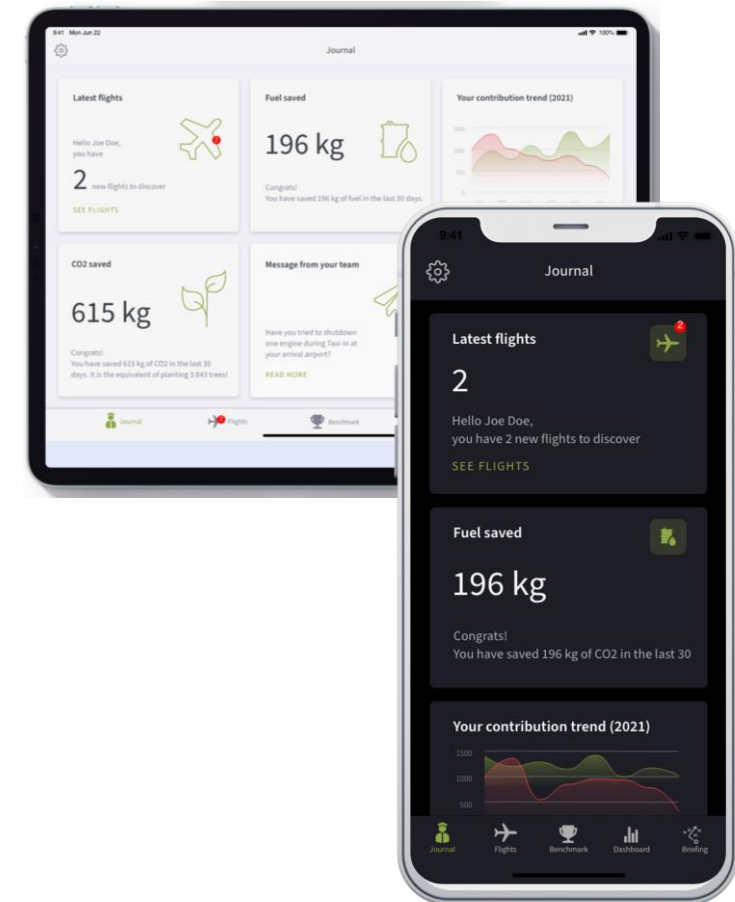 9:41 Mon Jun 22
100%
Journal
Latest flights
Hello Joe Doe,
you have
2 new flights to discover
SEE FLIGHTS
2
Fuel saved
196 kg
Congrats!
You have saved 196 kg of fuel in the last 30 days.
Your contribution trend (2021)
500
0
CO2 saved
615 kg
Congrats!
You have saved 615 kg of CO2 in the last 30
days. It is the equivalent of planting 3 843 trees!
Message from your team
Have you tried to shutdown
one engine during Taxi-in at
your arrival airport?
READ MORE
Journal
2
Flights
Benchmark
9:41
Journal
Latest flights
2
2
Hello Joe Doe,
you have 2 new flights to discover
SEE FLIGHTS
Fuel saved
196 kg
Congrats!
You have saved 196 kg of CO2 in the last 30
Your contribution trend (2021)
1500
1000
500
Journal
Flights
Benchmark
Dashboard
Briefing